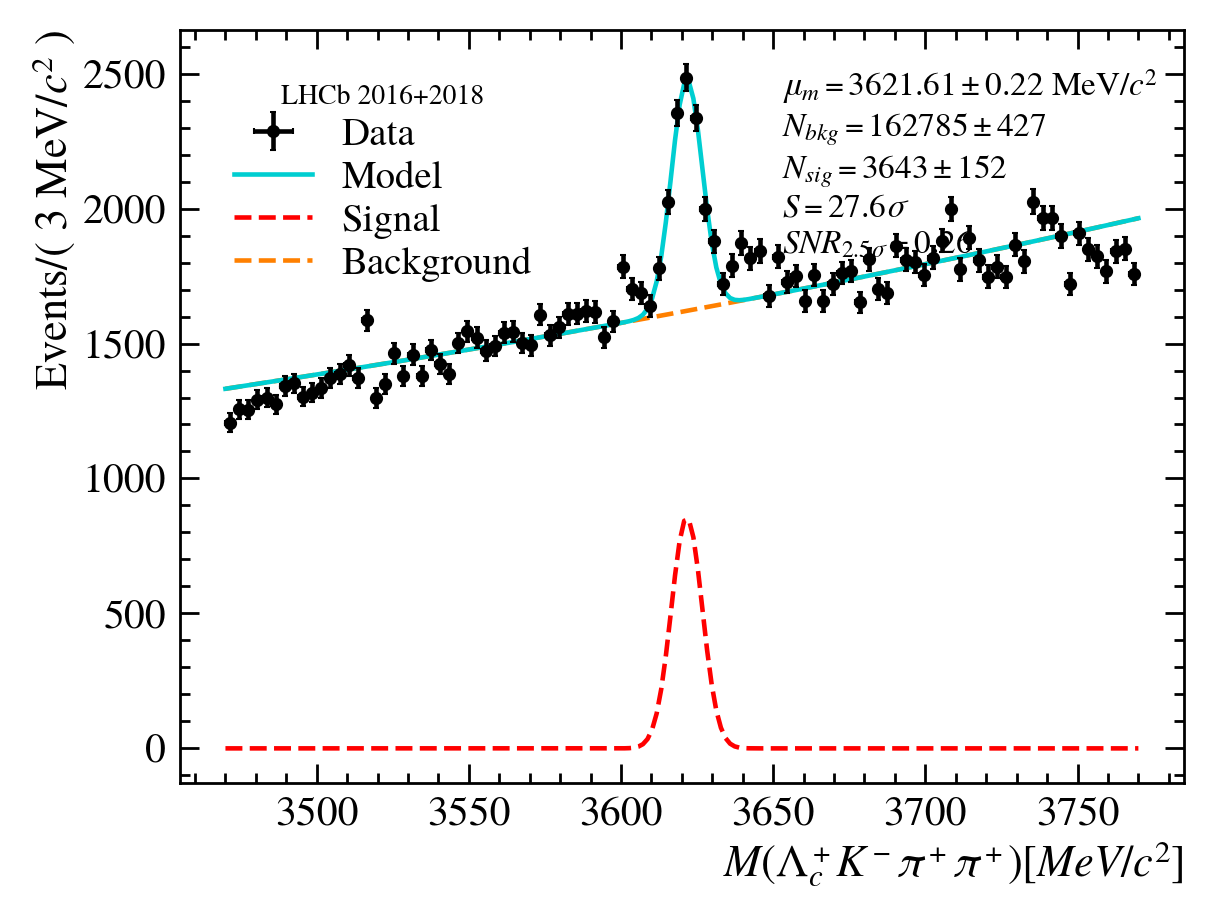 Events/( 3 MeV/c² )
2500
2000
1500
1000
500
0
LHCb 2016+2018
Data
Model
Signal
Background
μ_m = 3621.61 ± 0.22 MeV/c²
N_bkg = 162785 ± 427
N_sig = 3643 ± 152
S = 27.6σ
SNR_2.5σ = 0.26
3500 3550 3600 3650 3700 3750
M(Λ_c^+ K^- π^+ π^+)[MeV/c²]